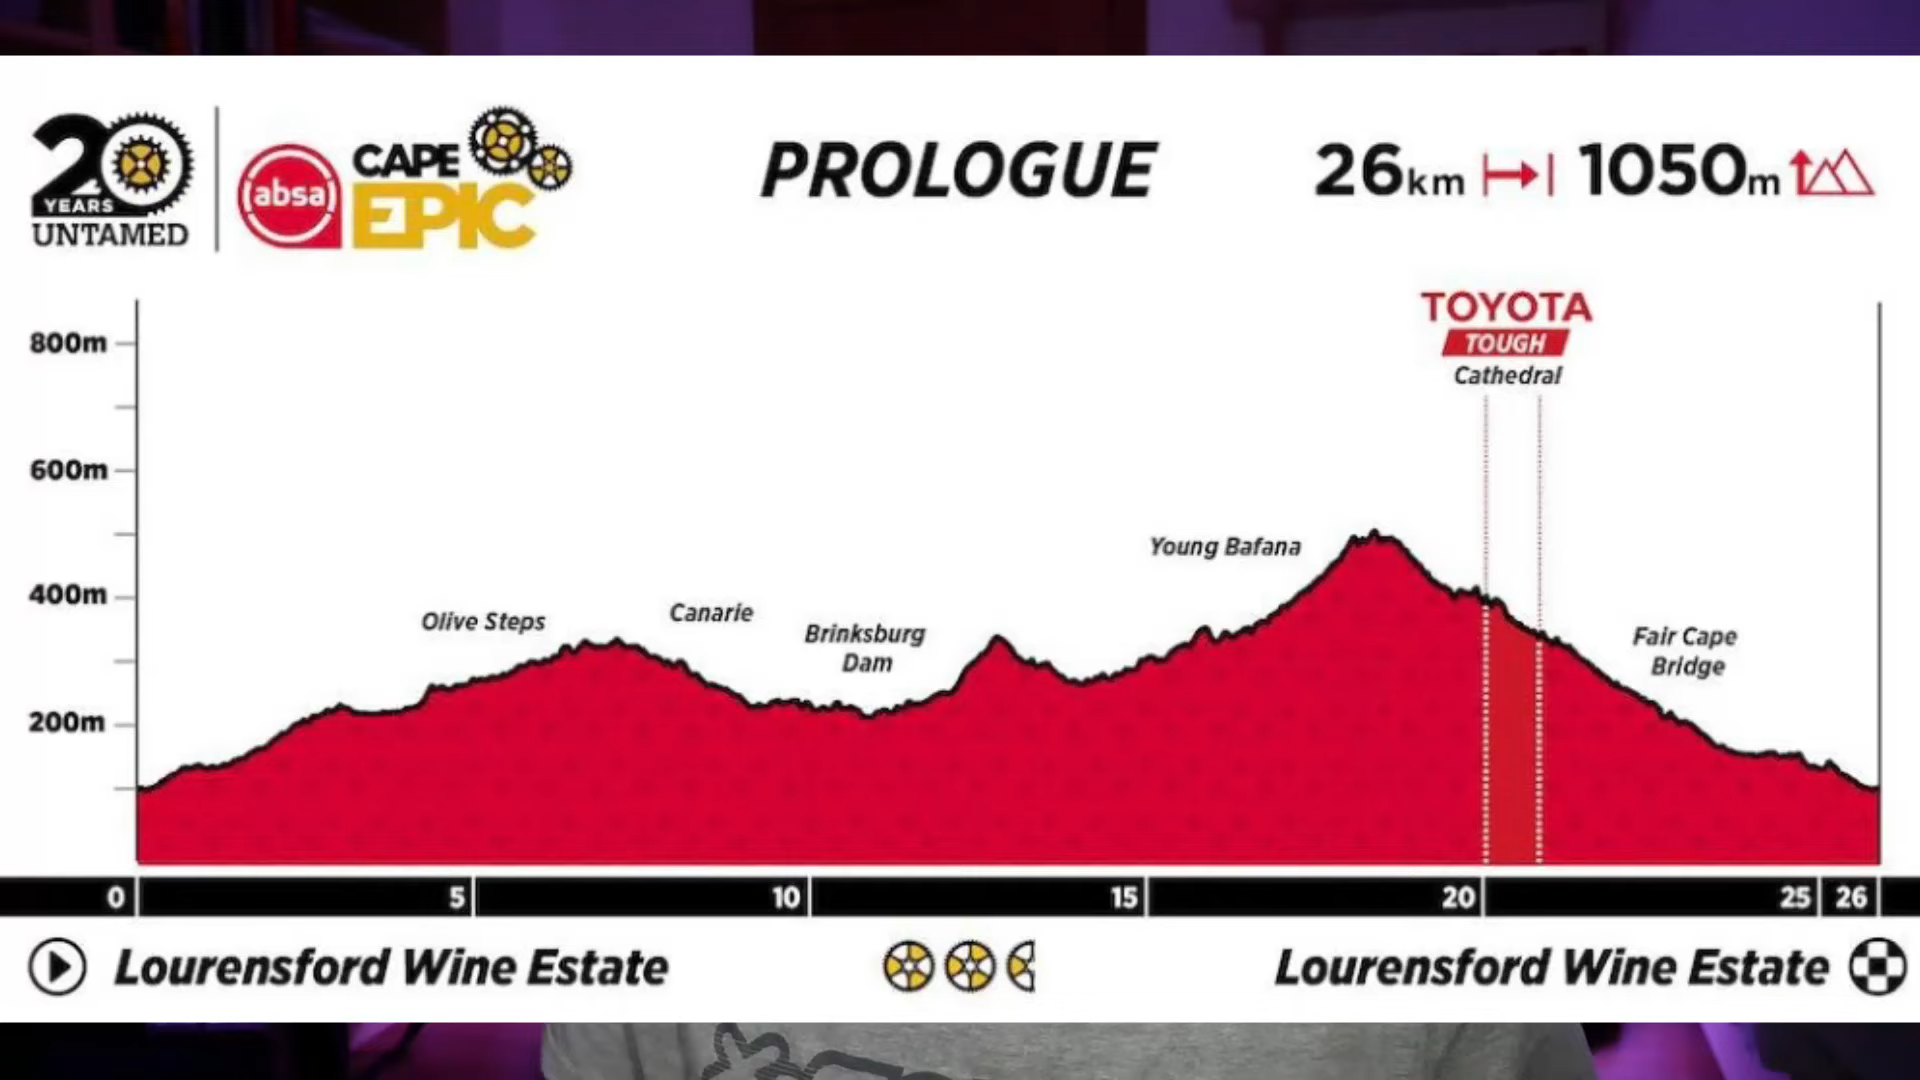 20
YEARS
UNTAMED
absa
CAPE
EPIC
PROLOGUE
26km
1050m
TOYOTA
TOUGH
Cathedral
800m
600m
400m
200m
Young Bafana
Olive Steps
Canarie
Brinksburg
Dam
Fair Cape
Bridge
0 5 10 15 20 25 26
Lourensford Wine Estate
Lourensford Wine Estate